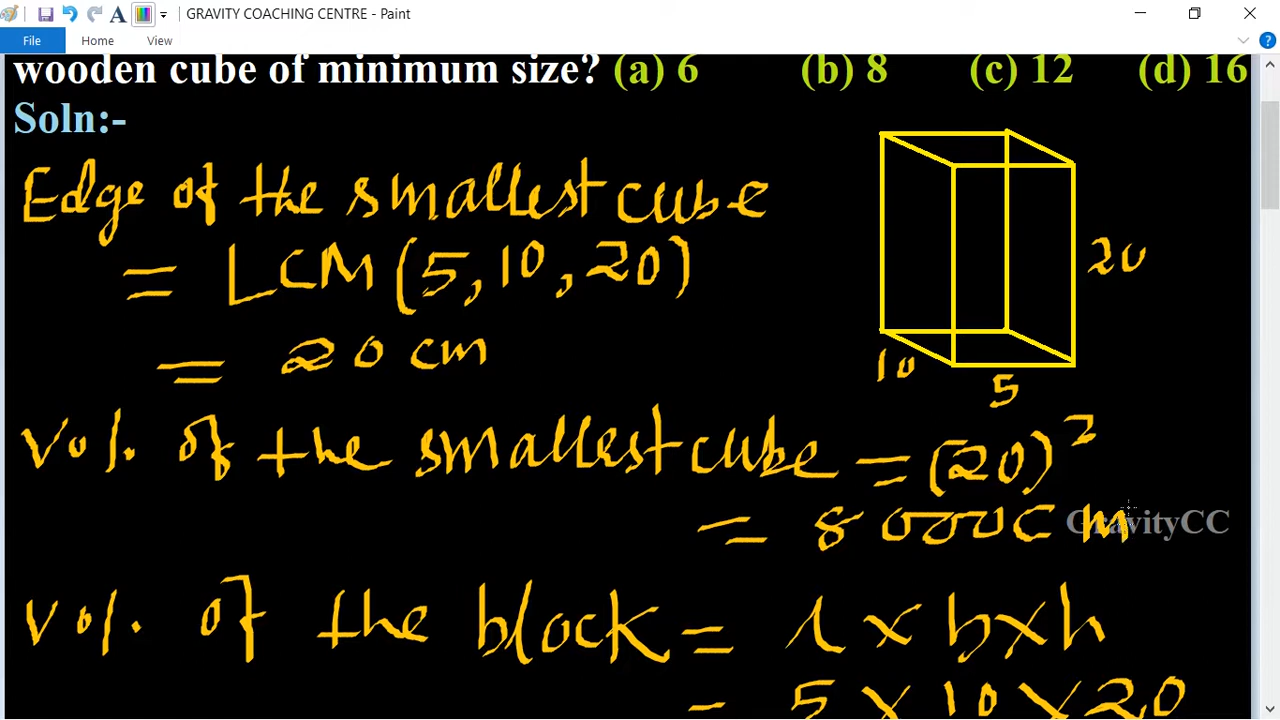 GRAVITY COACHING CENTRE - Paint
File Home View
wooden cube of minimum size? (a) 6 (b) 8 (c) 12 (d) 16
Soln:-
Edge of the smallest cube
= LCM (5, 10, 20)
= 20 cm
20
10
5
Vol. of the smallest cube = (20)³
= 8000 C m
GravityCC
Vol. of the block = l x b x h
= 5 x 10 x 20